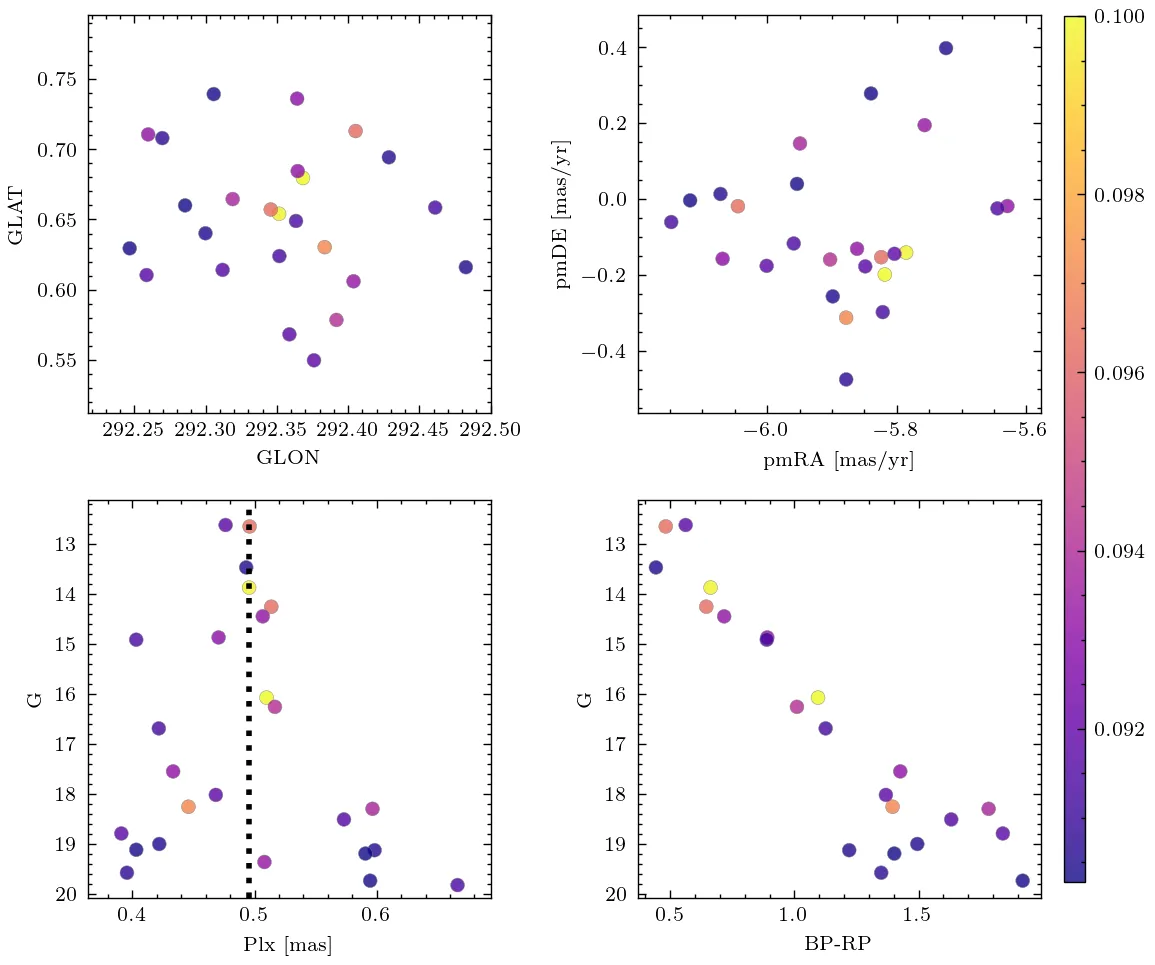 0.75
0.70
0.65
0.60
0.55
GLAT
292.25 292.30 292.35 292.40 292.45 292.50
GLON
0.4
0.2
0.0
−0.2
−0.4
pmDE [mas/yr]
−6.0 −5.8 −5.6
pmRA [mas/yr]
0.100
0.098
0.096
0.094
0.092
13
14
15
16
17
18
19
20
G
0.4 0.5 0.6
Plx [mas]
13
14
15
16
17
18
19
20
G
0.5 1.0 1.5
BP-RP